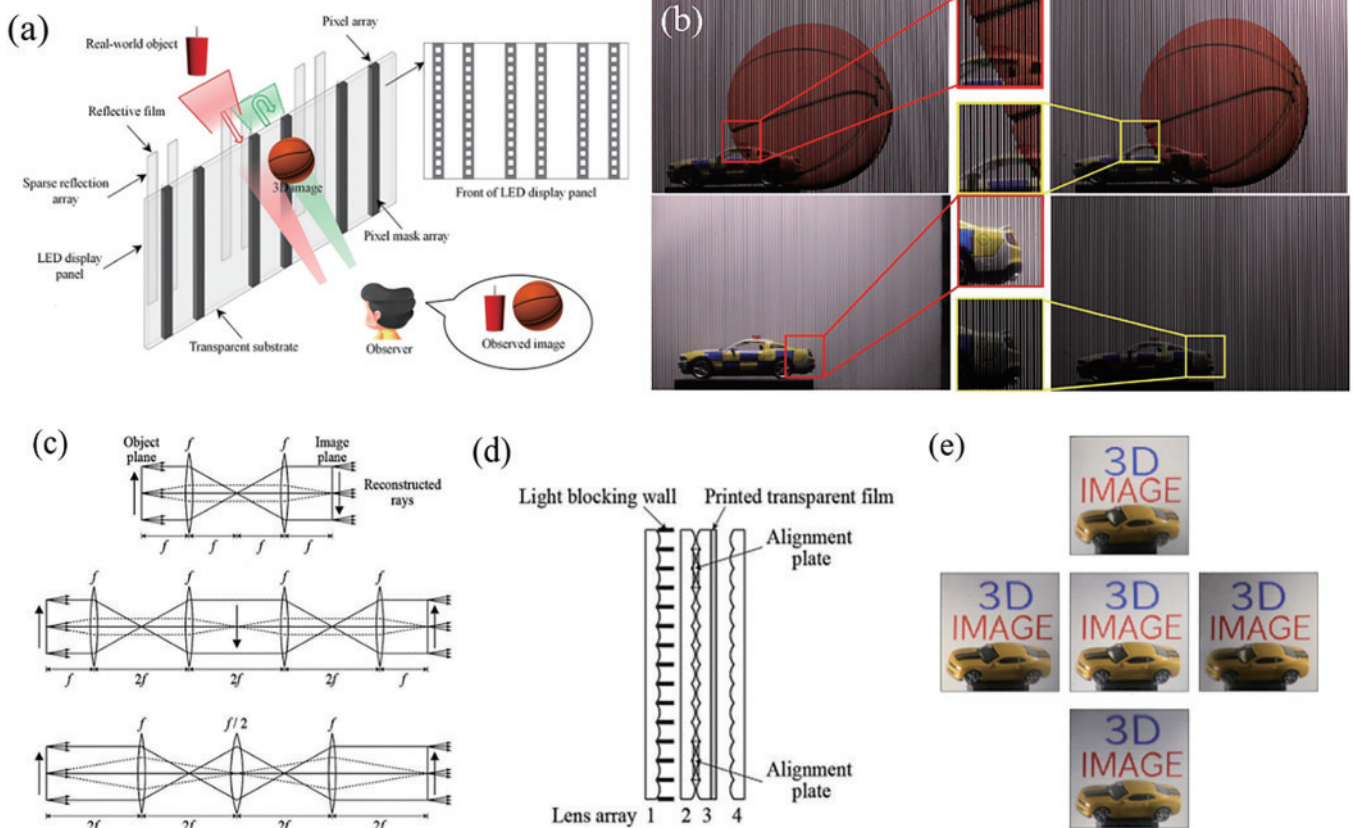 (a)
Real-world object
Pixel array
Reflective film
Sparse reflection
array
3D image
Front of LED display panel
LED display
panel
Pixel mask array
Transparent substrate
Observer
Observed image
(b)
(c)
Object
plane
f
f
Image
plane
Reconstructed
rays
f
f
f
f
f
f
f
f
f
2f
2f
2f
f
f
f/2
f
2f
2f
2f
2f
(d)
Light blocking wall
Printed transparent film
Alignment
plate
Alignment
plate
Lens array 1 2 3 4
(e)
3D
IMAGE
3D
IMAGE
3D
IMAGE
3D
IMAGE
3D
IMAGE